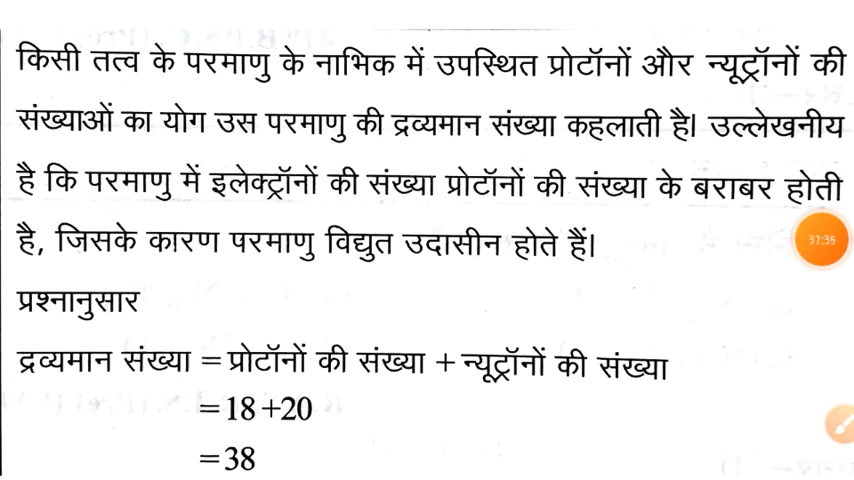 किसी तत्व के परमाणु के नाभिक में उपस्थित प्रोटॉनों और न्यूट्रॉनों की
संख्याओं का योग उस परमाणु की द्रव्यमान संख्या कहलाती है। उल्लेखनीय
है कि परमाणु में इलेक्ट्रॉनों की संख्या प्रोटॉनों की संख्या के बराबर होती
है, जिसके कारण परमाणु विद्युत उदासीन होते हैं।
37:35
प्रश्नानुसार
द्रव्यमान संख्या = प्रोटॉनों की संख्या + न्यूट्रॉनों की संख्या
= 18 +20
= 38